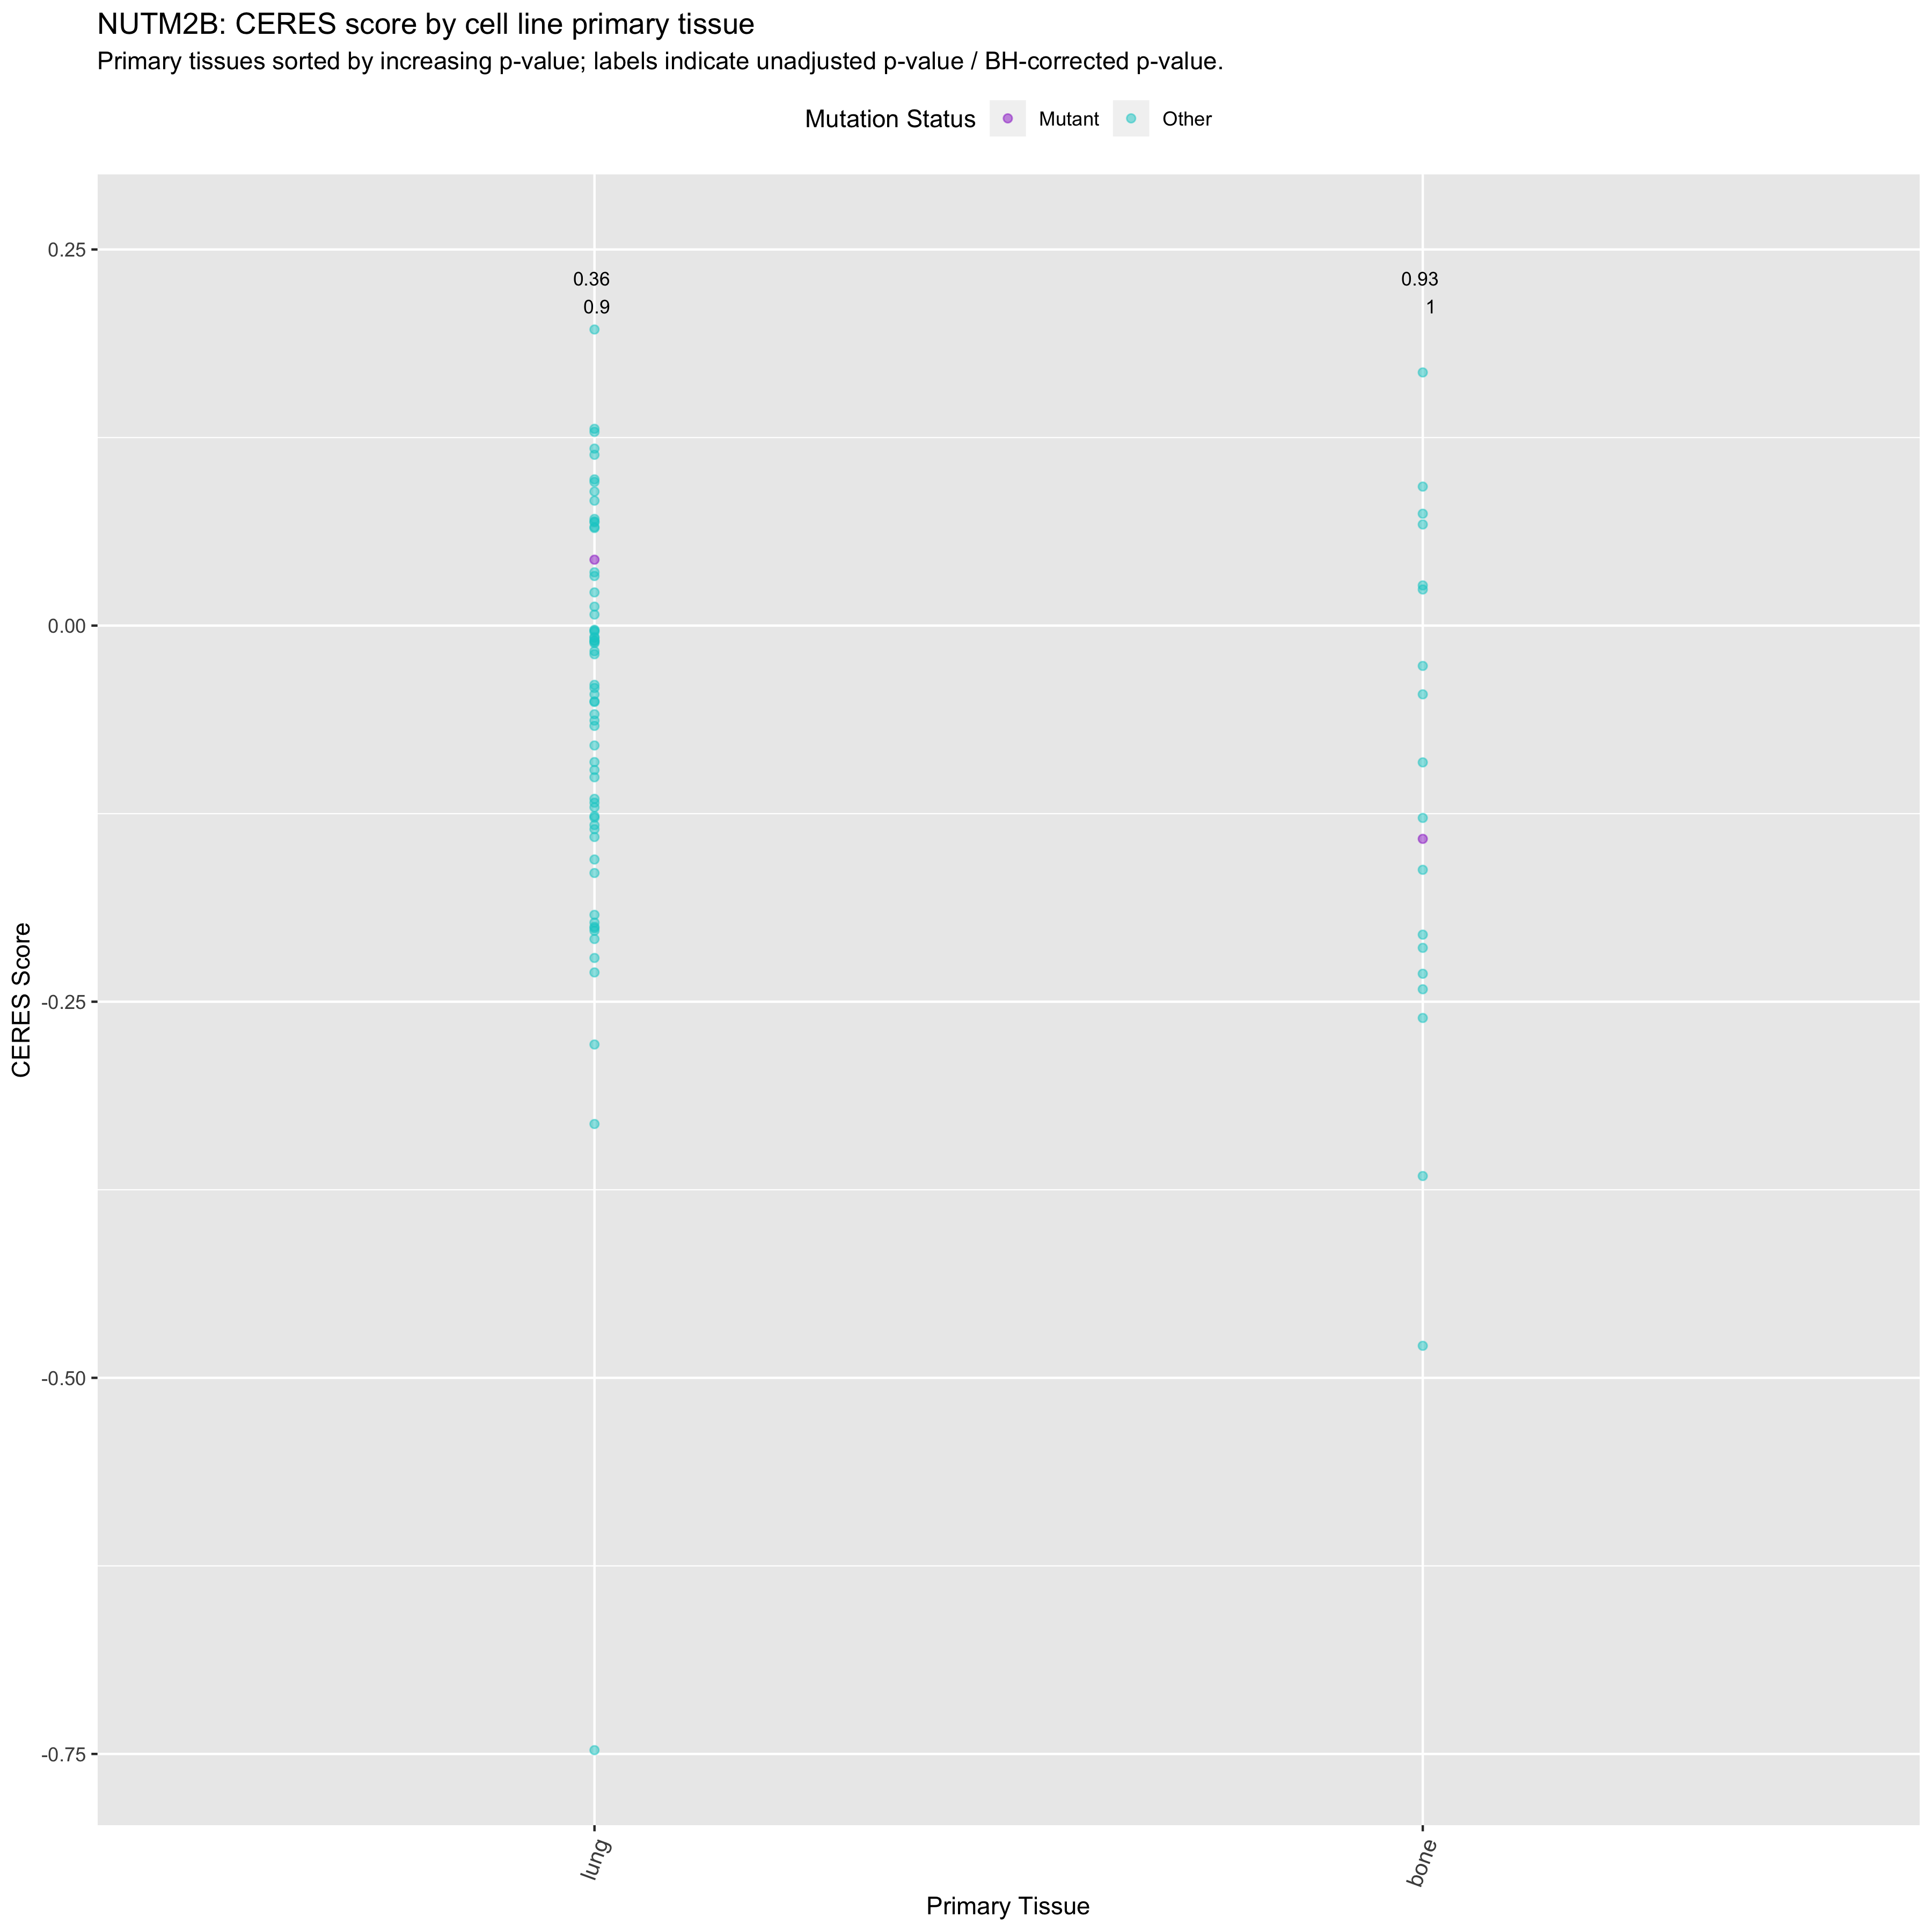 NUTM2B: CERES score by cell line primary tissue
Primary tissues sorted by increasing p-value; labels indicate unadjusted p-value / BH-corrected p-value.
Mutation Status Mutant Other
0.25
0.36 0.93
0.9 1
0.00
-0.25
CERES Score
-0.50
-0.75
lung bone
Primary Tissue